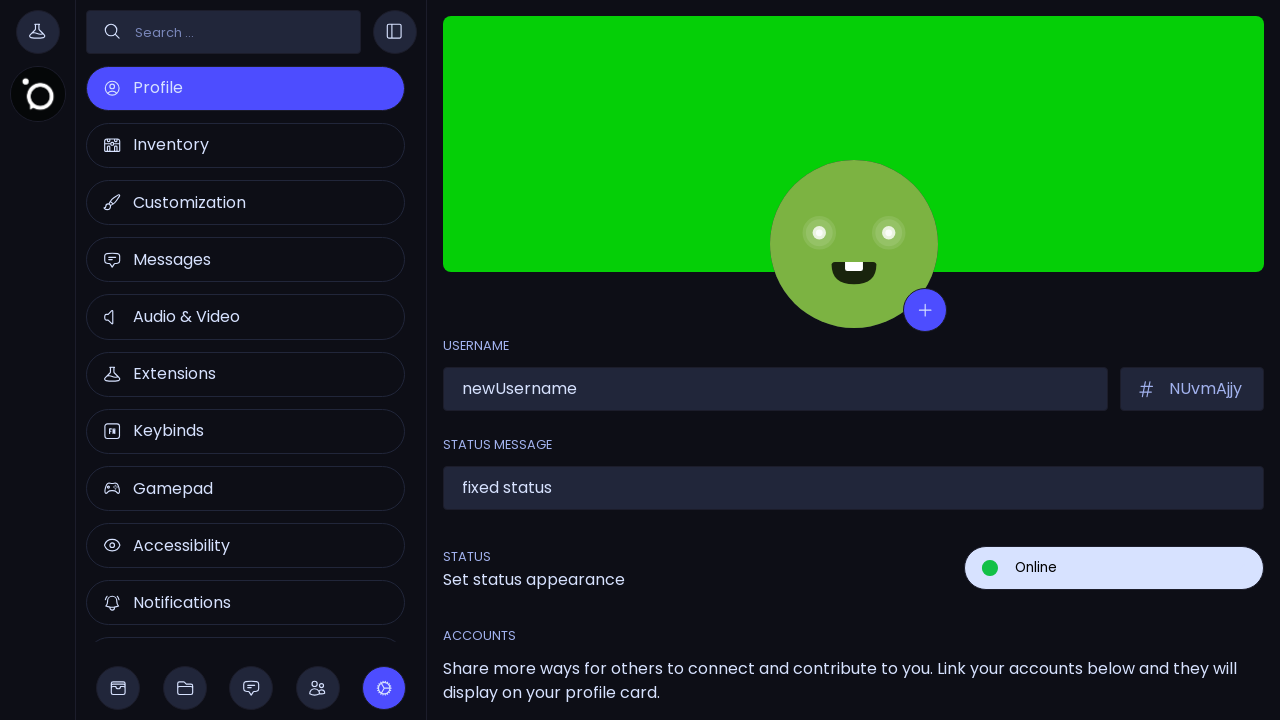 Search ...
Profile
Inventory
Customization
Messages
Audio & Video
Extensions
Keybinds
Gamepad
Accessibility
Notifications
USERNAME
newUsername
# NUvmAjjy
STATUS MESSAGE
fixed status
STATUS
Set status appearance
Online
ACCOUNTS
Share more ways for others to connect and contribute to you. Link your accounts below and they will
display on your profile card.